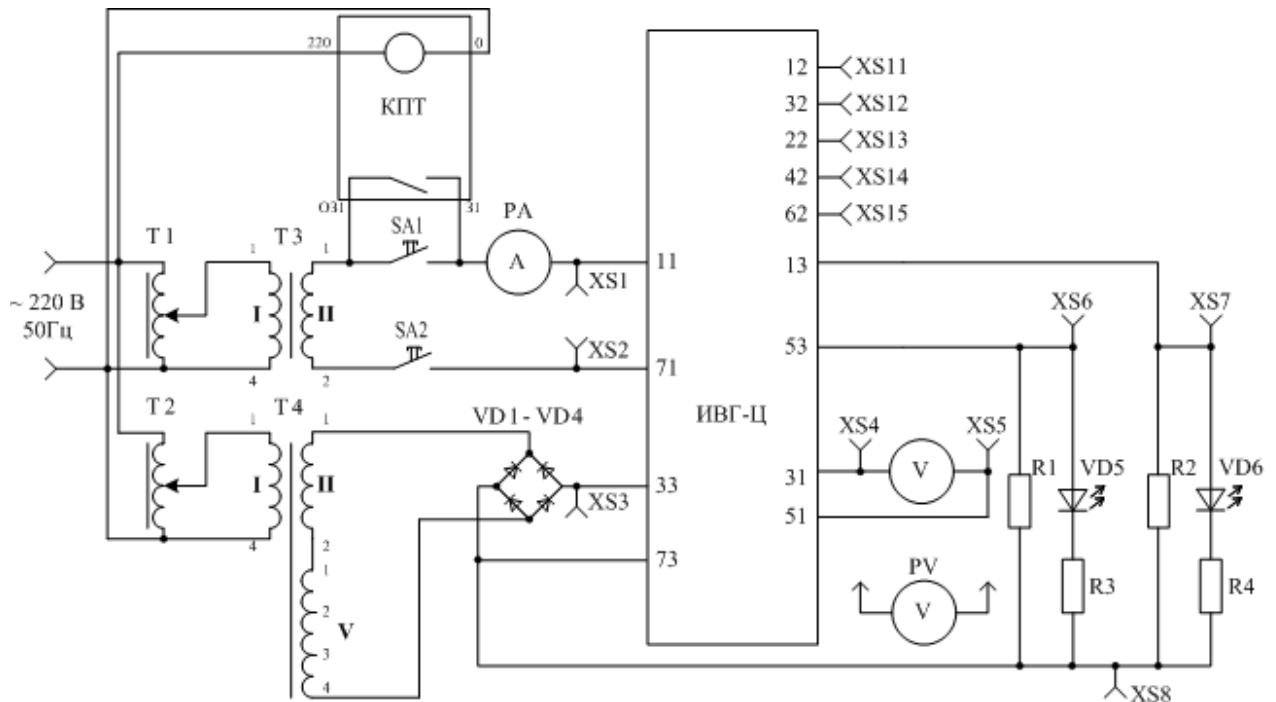 220
0
КПТ
ОЗ1
З1
12
XS11
32
XS12
22
XS13
42
XS14
62
XS15
PA
T 1
1
T 3
1
SA1
A
11
XS1
13
~ 220 В
50Гц
I
II
SA2
XS2
71
XS6
XS7
53
4
2
T 2
1
T 4
1
VD1 - VD4
ИВГ-Ц
XS4
XS5
I
II
33
XS3
31
V
R1
VD5
R2
VD6
51
4
2
1
73
PV
V
R3
R4
2
V
3
4
XS8